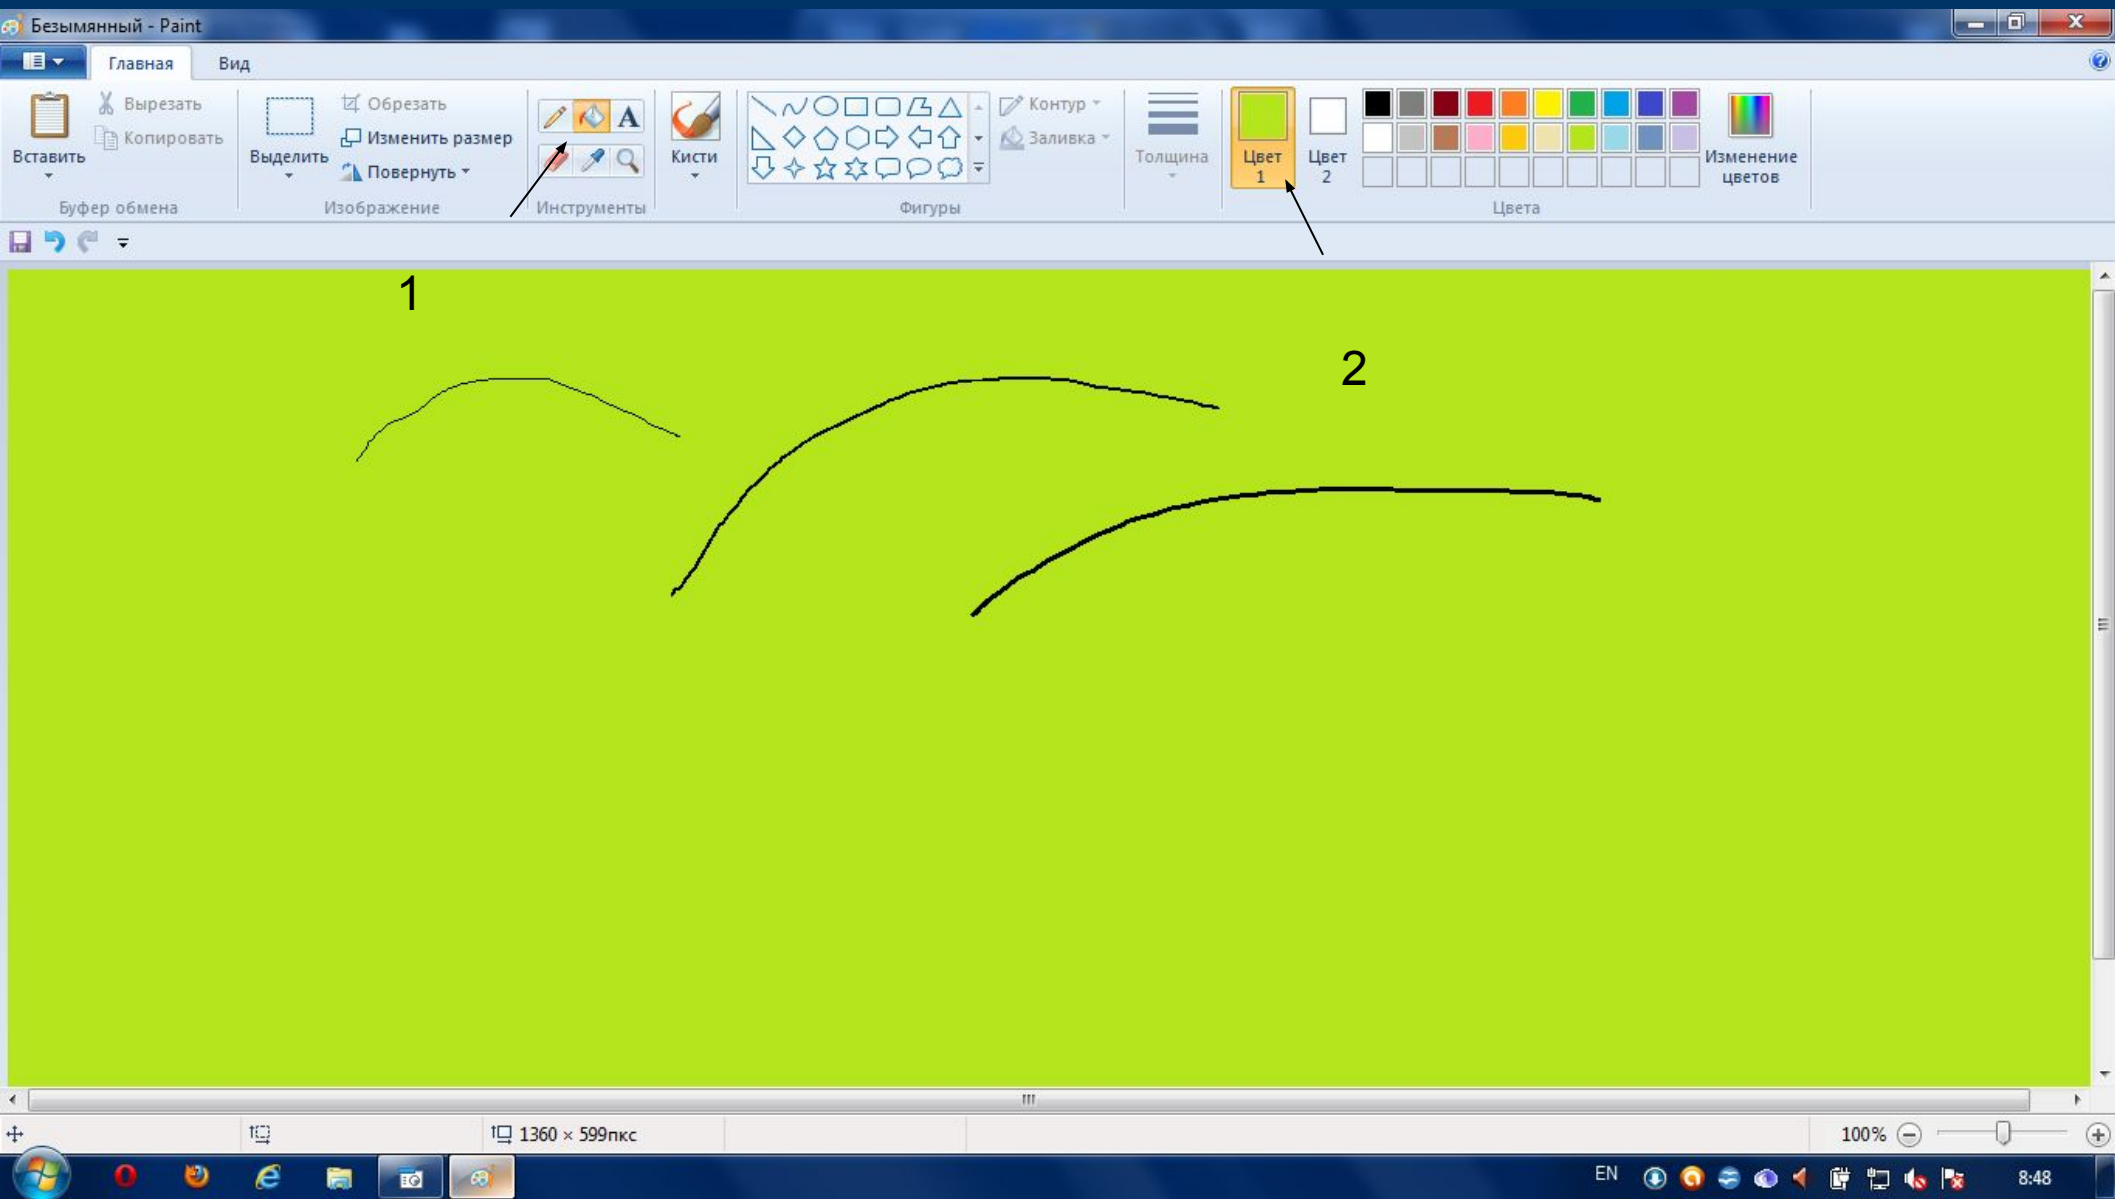 Безымянный - Paint
Главная Вид
Вырезать
Копировать
Вставить
Буфер обмена
Обрезать
Изменить размер
Повернуть
Выделить
Изображение
A
Инструменты
Кисти
Контур
Заливка
Фигуры
Толщина
Цвет 1
Цвет 2
Изменение цветов
Цвета
1
2
1360 × 599пкс
100%
EN
8:48